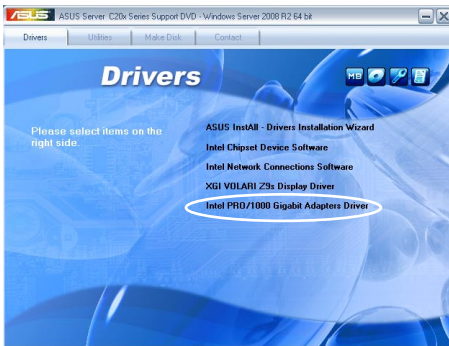 ASUS ASUS Server C20x Series Support DVD - Windows Server 2008 R2 64 bit
Drivers Utilities Make Disk Contact
Drivers
MB
Please select items on the
right side.
ASUS InstAll - Drivers Installation Wizard
Intel Chipset Device Software
Intel Network Connections Software
XGI VOLARI Z9s Display Driver
Intel PRO/1000 Gigabit Adapters Driver